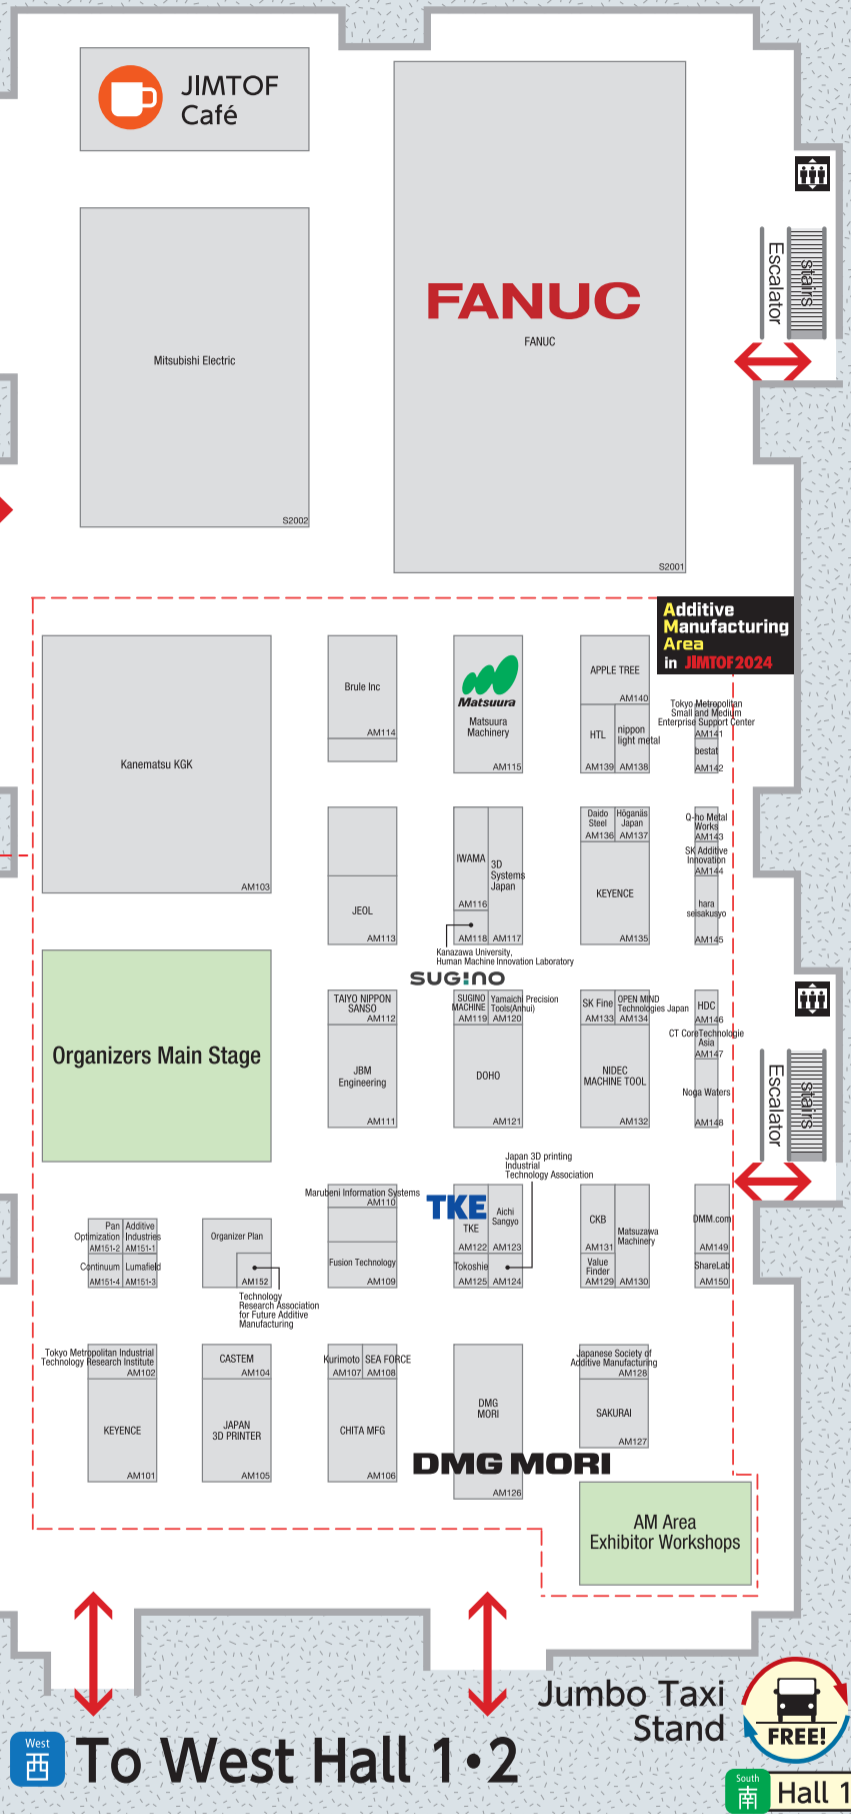 JIMTOF
Café
FANUC
FANUC
S2001
Mitsubishi Electric
S2002
Escalator
stairs
Additive
Manufacturing
Area
in JIMTOF2024
Kanematsu KGK
AM103
Brule Inc
AM114
Matsuura
Matsuura
Machinery
AM115
APPLE TREE
AM140
HTL
AM139
nippon
light metal
AM138
Tokyo Metropolitan
Small and Medium
Enterprise Support Center
AM141
bestat
AM142
JEOL
AM113
IWAMA
AM116
3D
Systems
Japan
AM118
AM117
Kanazawa University,
Human Machine Innovation Laboratory
Daido
Steel
AM136
Höganäs
Japan
AM137
KEYENCE
AM135
Q-ho Metal
Works
AM143
SK Additive
Innovation
AM144
hara
seisakusyo
AM145
Organizers Main Stage
SUGINO
TAIYO NIPPON
SANSO
AM112
JBM
Engineering
AM111
SUGINO
MACHINE
AM119
Yamaichi Precision
Tools(Anhui)
AM120
DOHO
AM121
SK Fine
AM133
OPEN MIND
Technologies Japan
AM134
NIDEC
MACHINE TOOL
AM132
HDC
AM146
CT CoreTechnologie
Asia
AM147
Noga Waters
AM148
Escalator
stairs
Japan 3D printing
Industrial
Technology Association
Pan
Optimization
AM151-2
Additive
Industries
AM151-1
Continuum
AM151-4
Lumafield
AM151-3
Organizer Plan
AM152
Technology
Research Association
for Future Additive
Manufacturing
Marubeni Information Systems
AM110
Fusion Technology
AM109
TKE
TKE
AM122
Aichi
Sangyo
AM123
Tokoshie
AM125
AM124
CKB
AM131
Matsuzawa
Machinery
Value
Finder
AM129
AM130
DMM.com
AM149
ShareLab
AM150
Tokyo Metropolitan Industrial
Technology Research Institute
AM102
KEYENCE
AM101
CASTEM
AM104
JAPAN
3D PRINTER
AM105
Kurimoto
AM107
SEA FORCE
AM108
CHITA MFG
AM106
DMG
MORI
DMG MORI
AM126
Japanese Society of
Additive Manufacturing
AM128
SAKURAI
AM127
AM Area
Exhibitor Workshops
West
西
To West Hall 1・2
Jumbo Taxi
Stand
FREE!
South
南
Hall 1